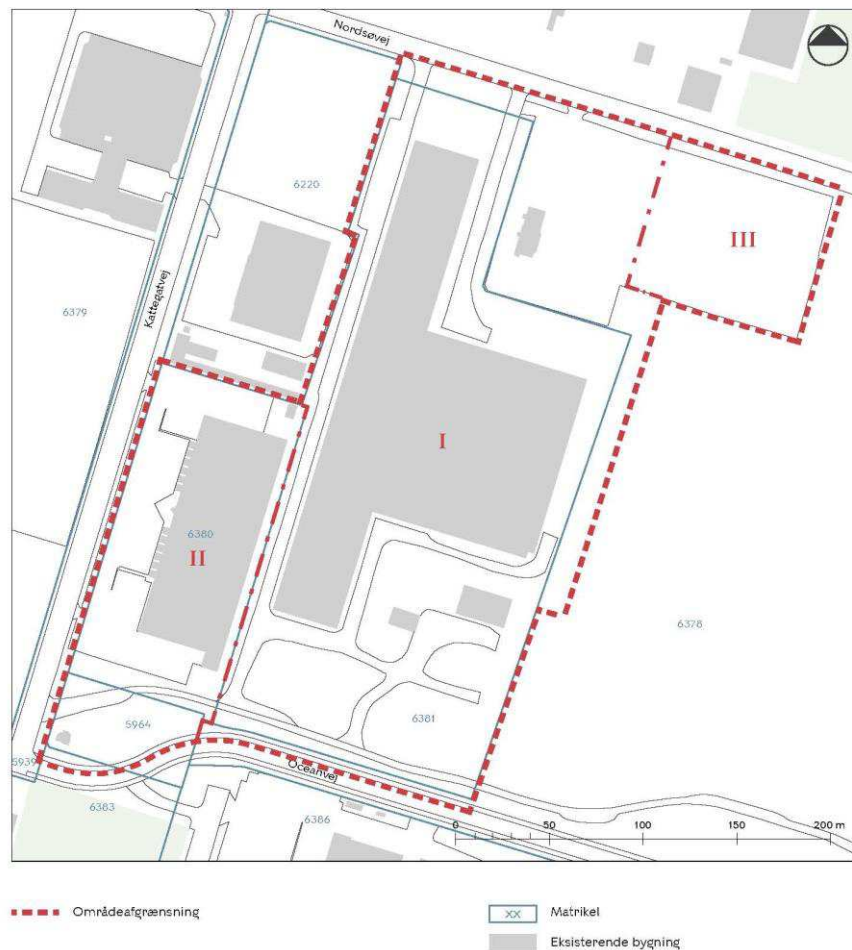 Nordsøvej
6220
III
Kattegatvej
6379
I
6380
II
6378
6381
5964
5939
Oceanvej
6383
6386
0 50 100 150 200 m
Områdeafgrænsning
XX Matrikel
Eksisterende bygning